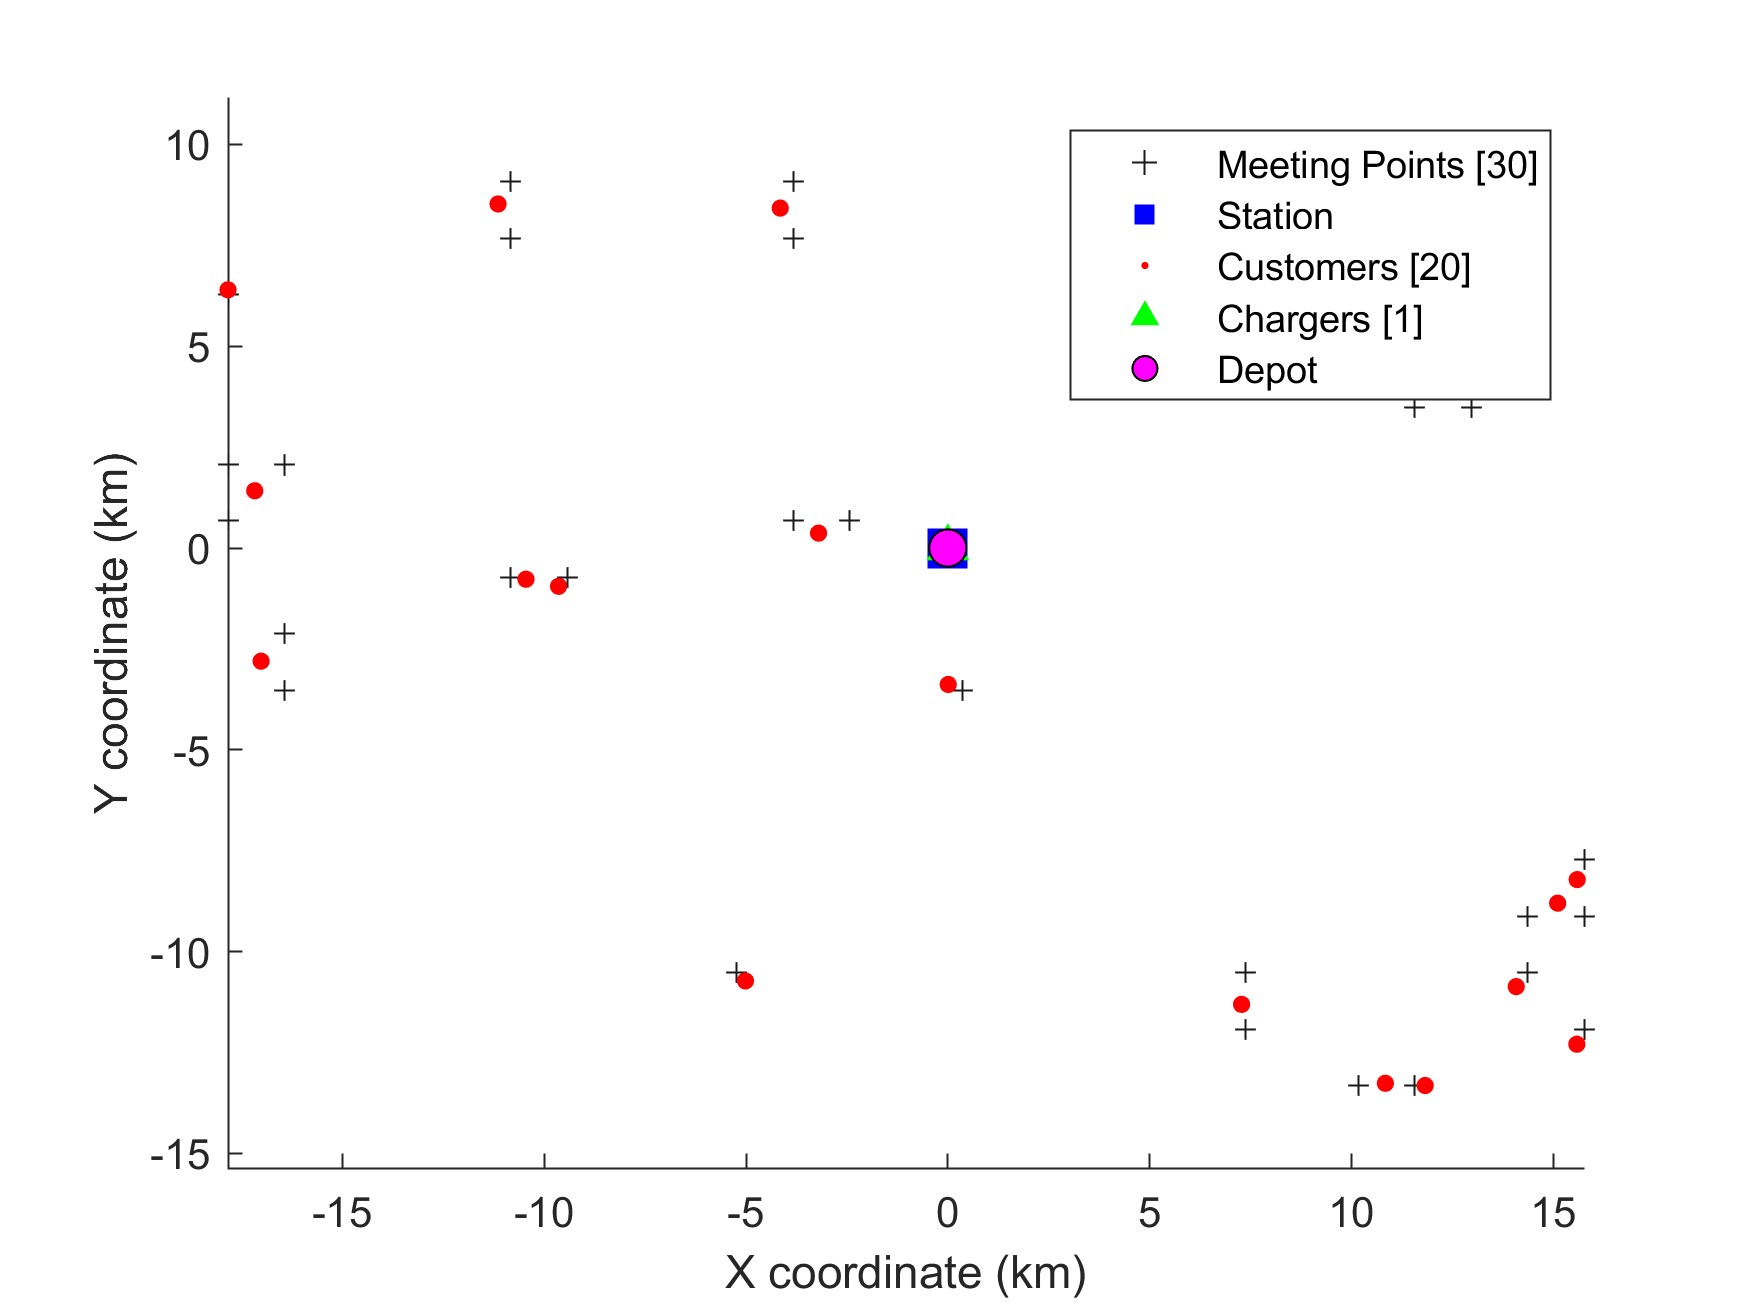 10
5
0
-5
-10
-15
Y coordinate (km)
Meeting Points [30]
Station
Customers [20]
Chargers [1]
Depot
-15 -10 -5 0 5 10 15
X coordinate (km)